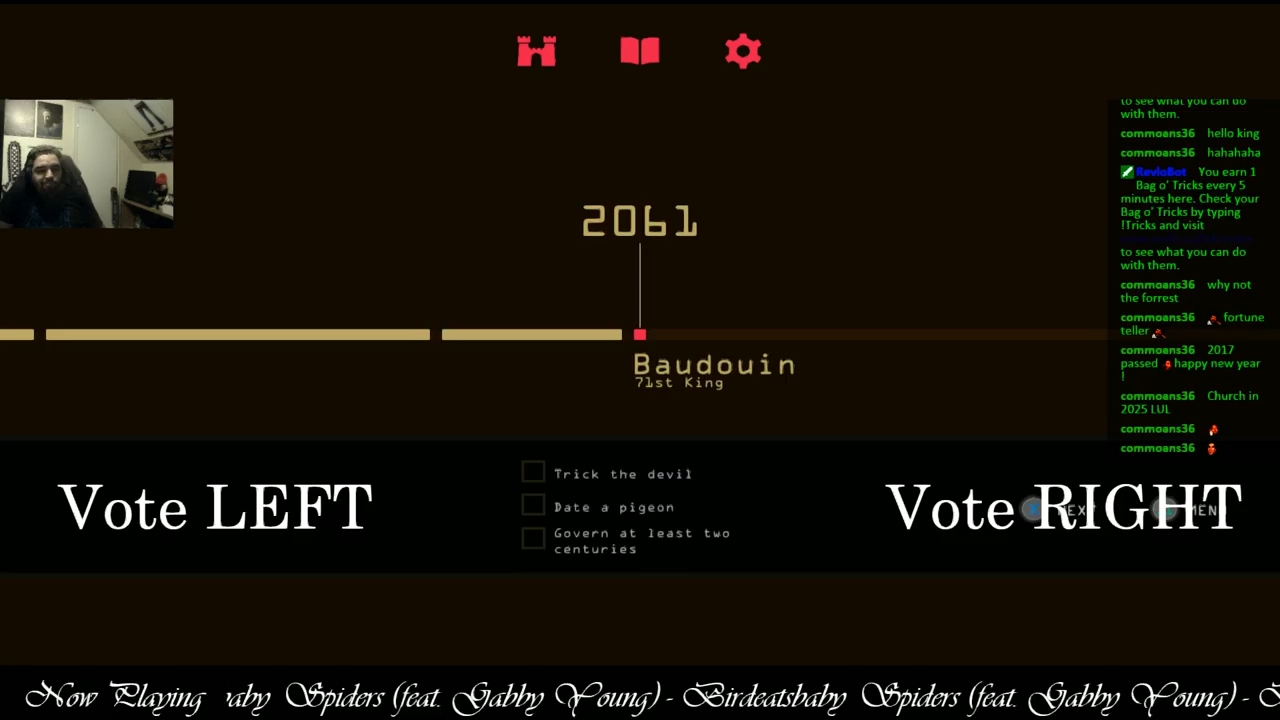 2061
Baudouin
71st King
Trick the devil
Date a pigeon
Govern at least two
centuries
Vote LEFT
Vote RIGHT
MENU
to see what you can do
with them.
commoans36 hello king
commoans36 hahahaha
RevloBot You earn 1
Bag o' Tricks every 5
minutes here. Check your
Bag o' Tricks by typing
!Tricks and visit
to see what you can do
with them.
commoans36 why not
the forrest
commoans36 fortune
teller
commoans36 2017
passed happy new year
!
commoans36 Church in
2025 LUL
commoans36
commoans36
Now Playing aby Spiders (feat. Gabby Young) - Birdeatsbaby Spiders (feat. Gabby Young) -